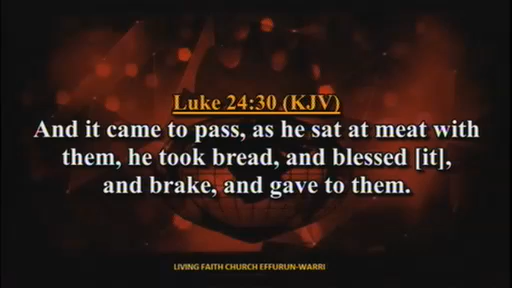 Luke 24:30 (KJV)
And it came to pass, as he sat at meat with
them, he took bread, and blessed [it],
and brake, and gave to them.
LIVING FAITH CHURCH EFFURUN-WARRI